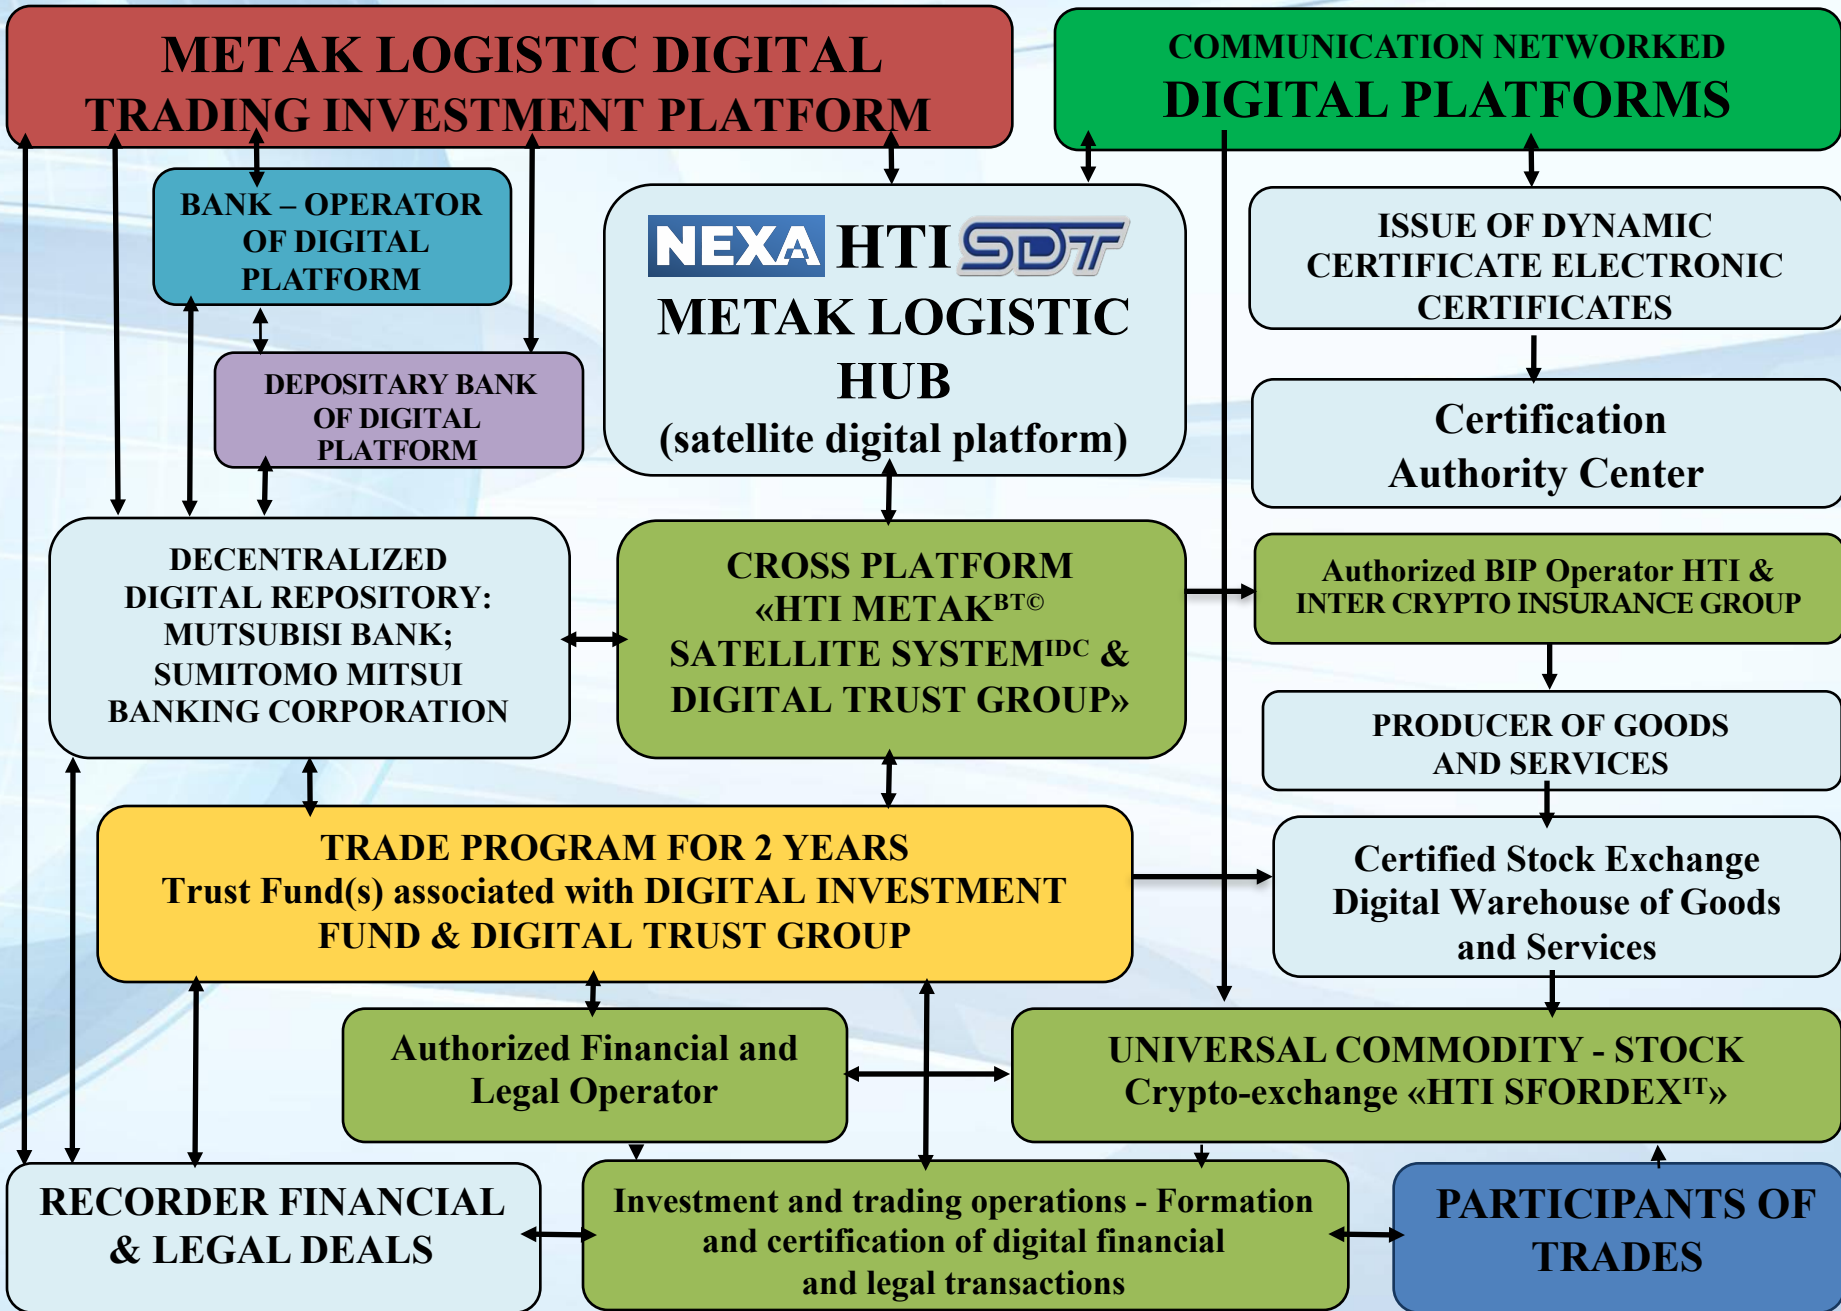 METAK LOGISTIC DIGITAL
TRADING INVESTMENT PLATFORM
COMMUNICATION NETWORKED
DIGITAL PLATFORMS
BANK – OPERATOR
OF DIGITAL
PLATFORM
NEXA HTI SDT
METAK LOGISTIC
HUB
(satellite digital platform)
ISSUE OF DYNAMIC
CERTIFICATE ELECTRONIC
CERTIFICATES
DEPOSITARY BANK
OF DIGITAL
PLATFORM
Certification
Authority Center
DECENTRALIZED
DIGITAL REPOSITORY:
MUTSUBISI BANK;
SUMITOMO MITSUI
BANKING CORPORATION
CROSS PLATFORM
«HTI METAKBT©
SATELLITE SYSTEMIDC &
DIGITAL TRUST GROUP»
Authorized BIP Operator HTI &
INTER CRYPTO INSURANCE GROUP
PRODUCER OF GOODS
AND SERVICES
TRADE PROGRAM FOR 2 YEARS
Trust Fund(s) associated with DIGITAL INVESTMENT
FUND & DIGITAL TRUST GROUP
Certified Stock Exchange
Digital Warehouse of Goods
and Services
Authorized Financial and
Legal Operator
UNIVERSAL COMMODITY - STOCK
Crypto-exchange «HTI SFORDEXIT»
RECORDER FINANCIAL
& LEGAL DEALS
Investment and trading operations - Formation
and certification of digital financial
and legal transactions
PARTICIPANTS OF
TRADES